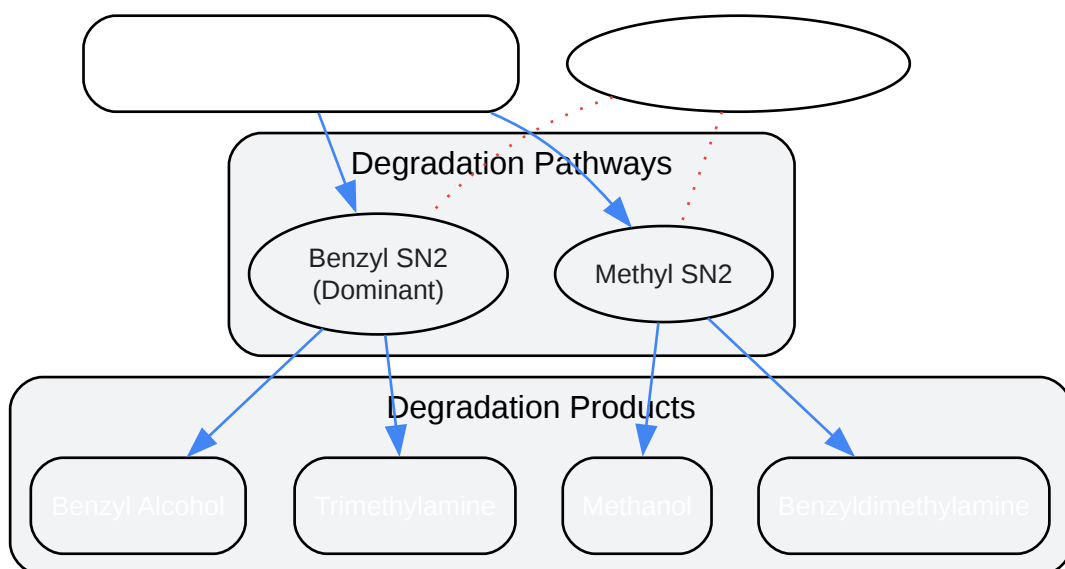 Degradation Pathways
Benzyl SN2
(Dominant)
Methyl SN2
Degradation Products
Benzyl Alcohol
Trimethylamine
Methanol
Benzyldimethylamine